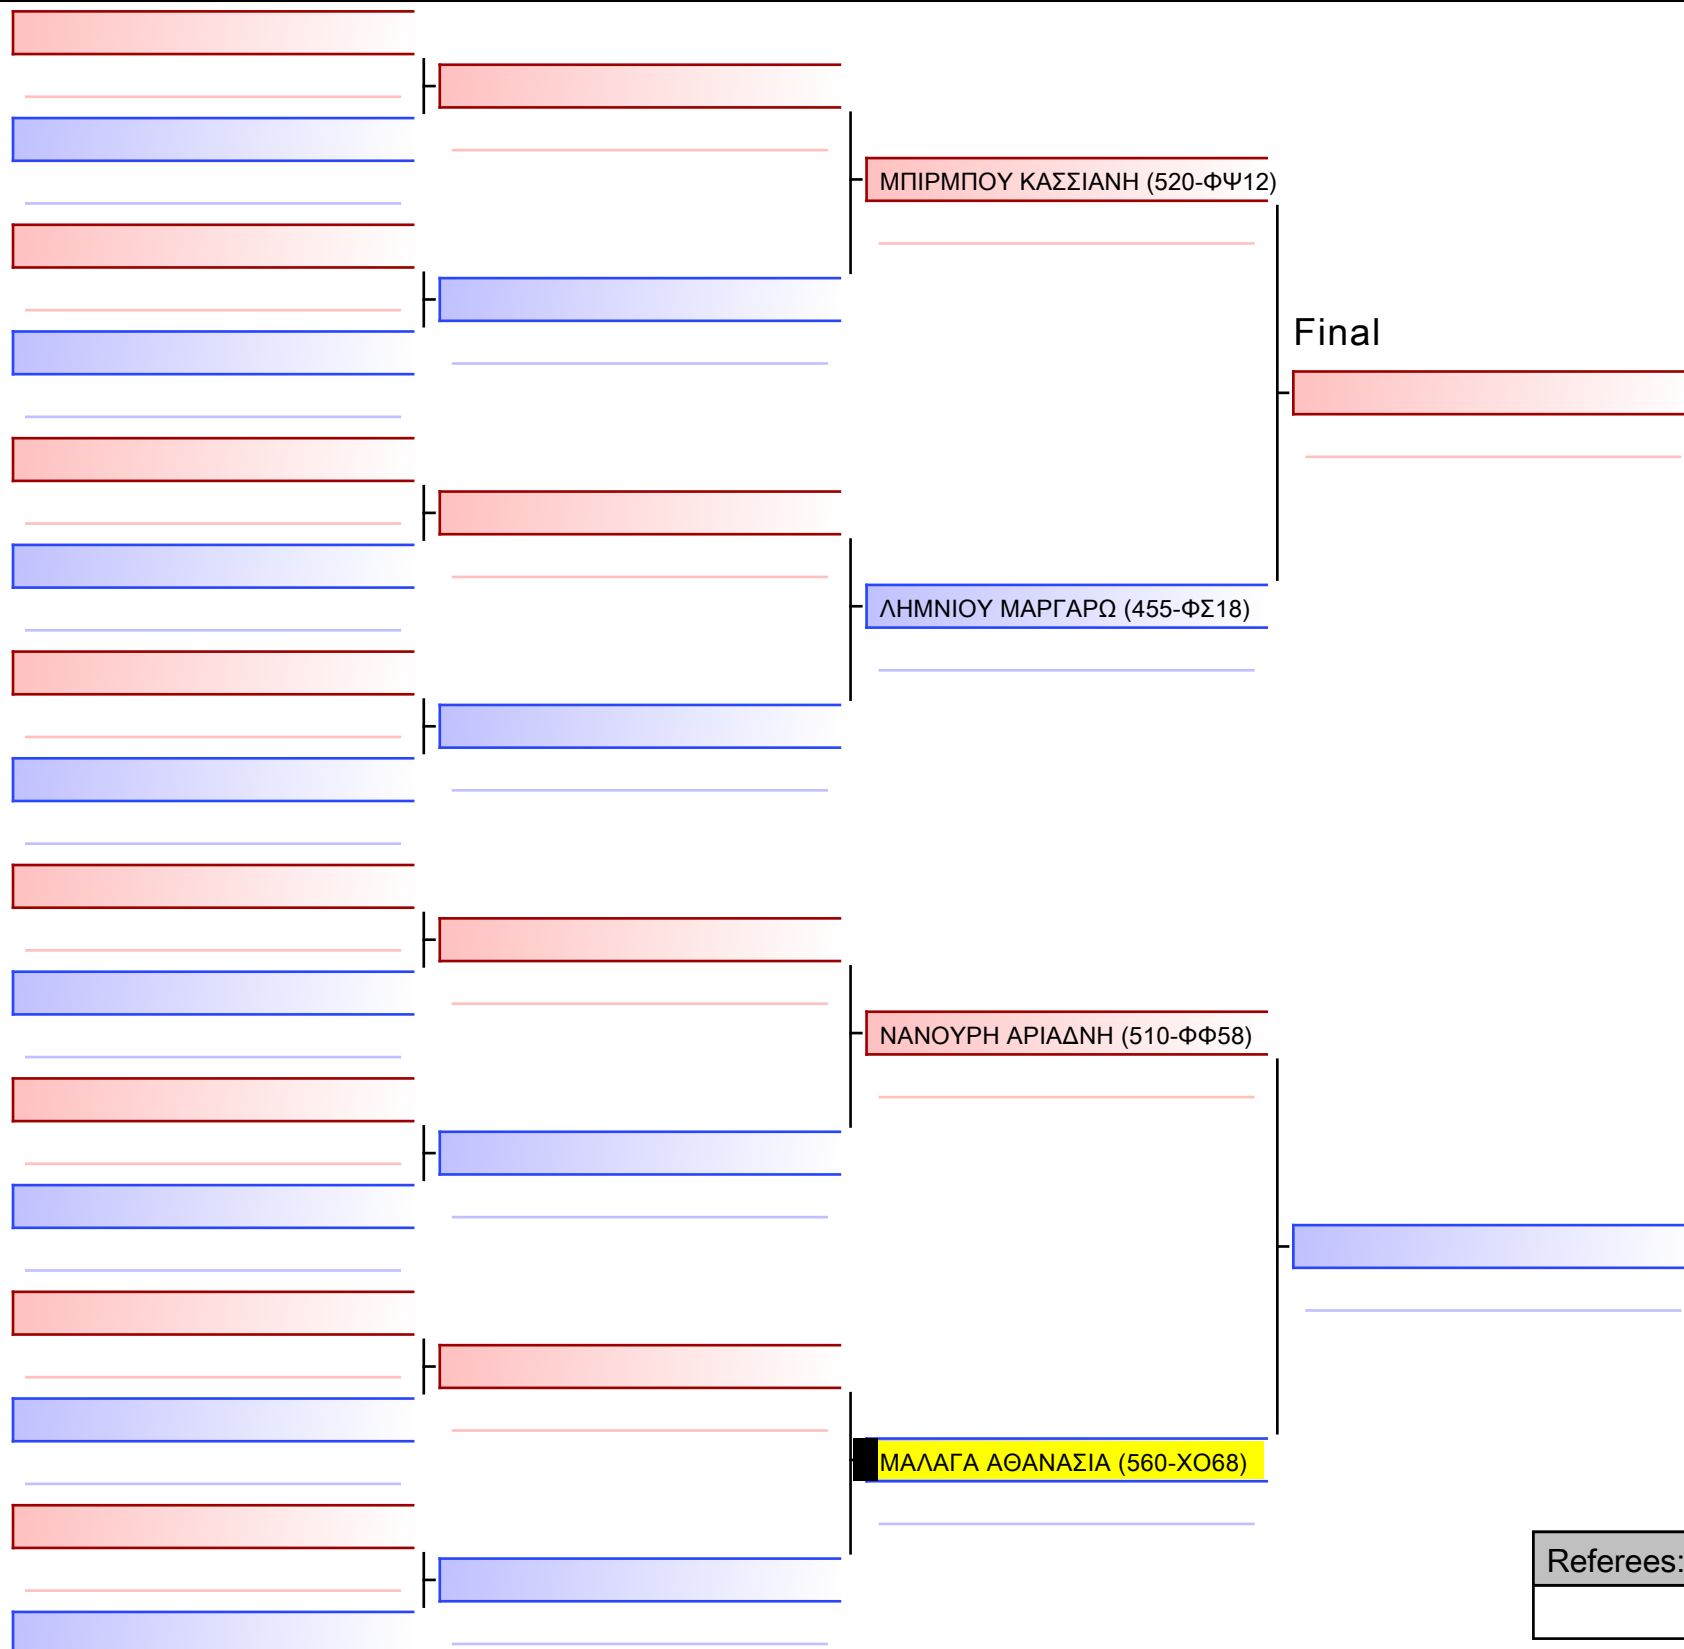 ΜΠΙΡΜΠΟΥ ΚΑΣΣΙΑΝΗ (520-ΦΨ12)
Final
ΛΗΜΝΙΟΥ ΜΑΡΓΑΡΩ (455-ΦΣ18)
ΝΑΝΟΥΡΗ ΑΡΙΑΔΝΗ (510-ΦΦ58)
ΜΑΛΑΓΑ ΑΘΑΝΑΣΙΑ (560-ΧΟ68)
Referees: